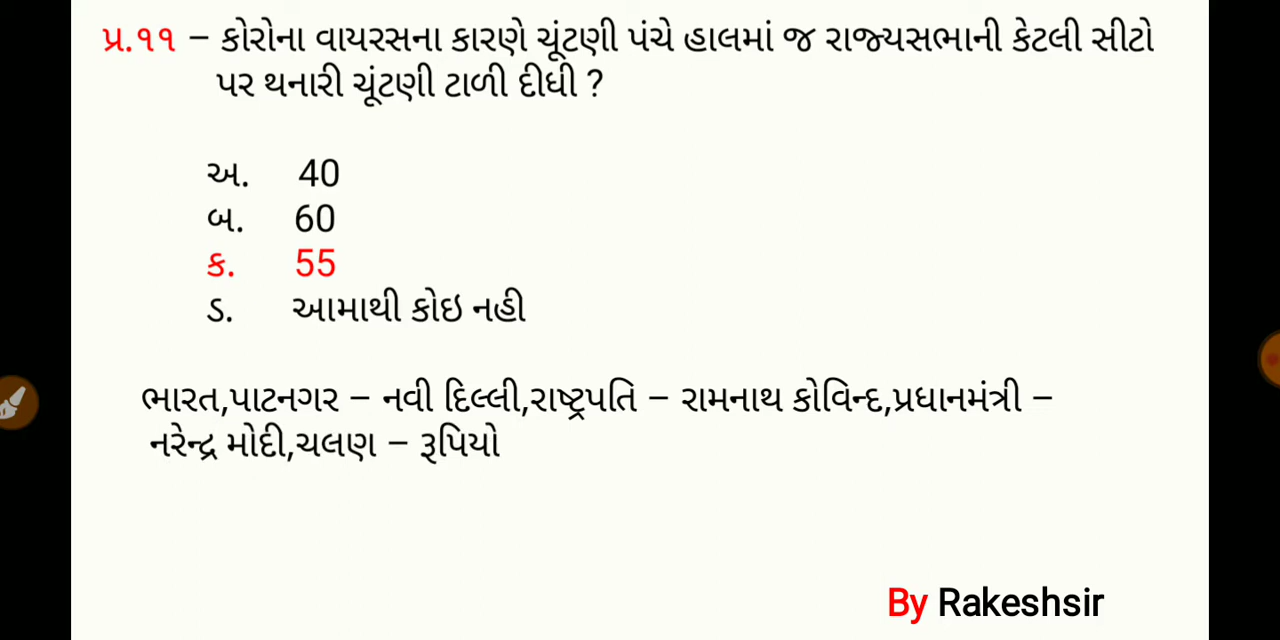 પ્ર.૧૧ – કોરોના વાયરસના કારણે ચૂંટણી પંચે હાલમાં જ રાજ્યસભાની કેટલી સીટો
પર થનારી ચૂંટણી ટાળી દીધી ?
અ. 40
બ. 60
ક. 55
ડ. આમાથી કોઇ નહી
ભારત,પાટનગર – નવી દિલ્લી,રાષ્ટ્રપતિ – રામનાથ કોવિન્દ,પ્રધાનમંત્રી –
નરેન્દ્ર મોદી,ચલણ – રૂપિયો
By Rakeshsir